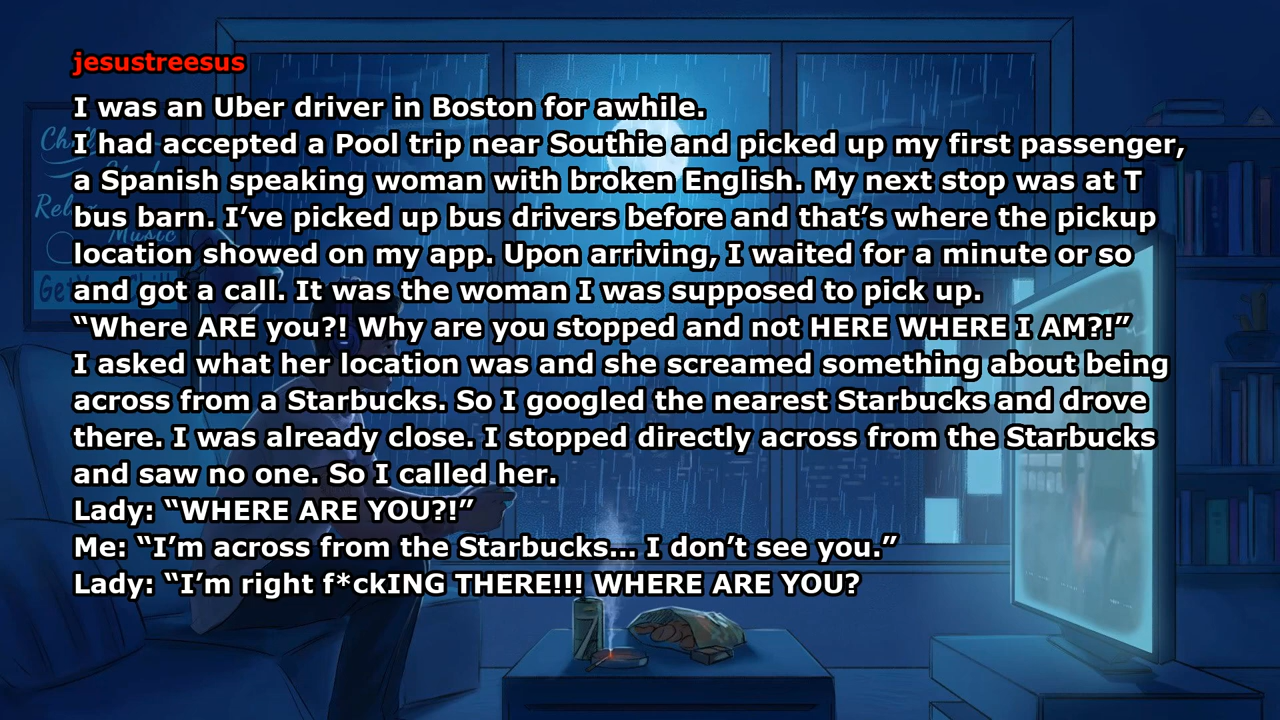 jesustreesus
I was an Uber driver in Boston for awhile.
I had accepted a Pool trip near Southie and picked up my first passenger,
a Spanish speaking woman with broken English. My next stop was at T
bus barn. I’ve picked up bus drivers before and that’s where the pickup
location showed on my app. Upon arriving, I waited for a minute or so
and got a call. It was the woman I was supposed to pick up.
“Where ARE you?! Why are you stopped and not HERE WHERE I AM?!”
I asked what her location was and she screamed something about being
across from a Starbucks. So I googled the nearest Starbucks and drove
there. I was already close. I stopped directly across from the Starbucks
and saw no one. So I called her.
Lady: “WHERE ARE YOU?!”
Me: “I’m across from the Starbucks... I don’t see you.”
Lady: “I’m right f*ckING THERE!!! WHERE ARE YOU?
Relax
Music